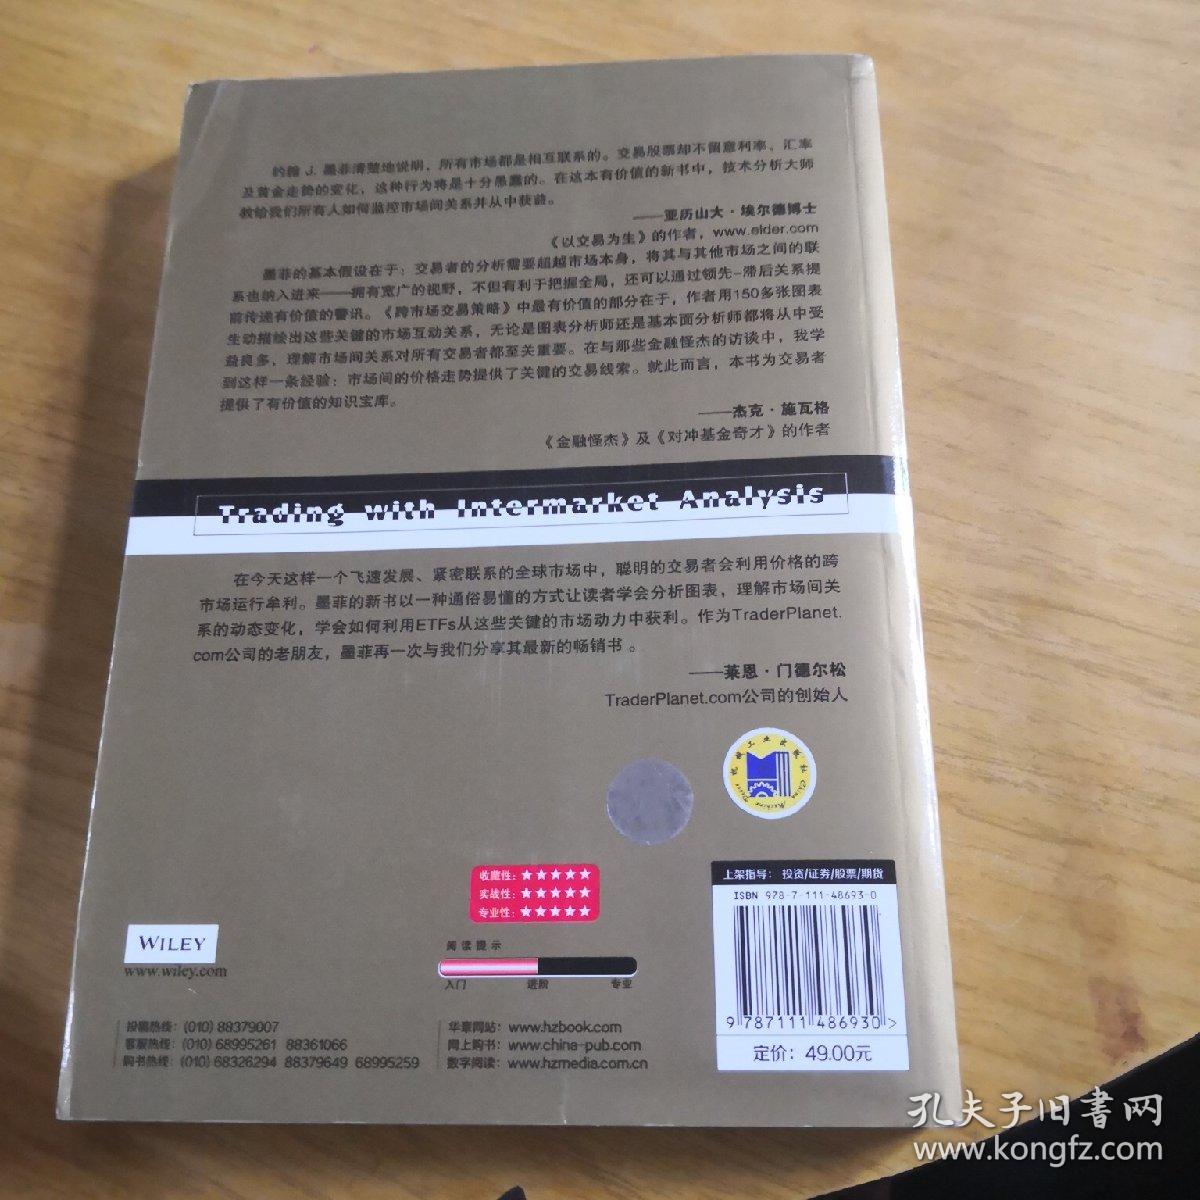 约翰 J. 墨菲清楚地说明，所有市场都是相互联系的。交易股票却不留意利率、汇率
及黄金走势的变化，这种行为将是十分愚蠢的。在这本有价值的新书中，技术分析大师
教给我们所有人如何监控市场间关系并从中获益。
——亚历山大·埃尔德博士
《以交易为生》的作者，www.elder.com
墨菲的基本假设在于：交易者的分析需要超越市场本身，将其与其他市场之间的联
系也纳入进来——拥有宽广的视野，不但有利于把握全局，还可以通过领先-滞后关系提
前传递有价值的警讯。《跨市场交易策略》中最有价值的部分在于，作者用150多张图表
生动描绘出这些关键的市场互动关系，无论是图表分析师还是基本面分析师都将从中受
益良多，理解市场间关系对所有交易者都至关重要。在与那些金融怪杰的访谈中，我学
到这样一条经验：市场间的价格走势提供了关键的交易线索。就此而言，本书为交易者
提供了有价值的知识宝库。
——杰克·施瓦格
《金融怪杰》及《对冲基金奇才》的作者
Trading with Intermarket Analysis
在今天这样一个飞速发展、紧密联系的全球市场中，聪明的交易者会利用价格的跨
市场运行牟利。墨菲的新书以一种通俗易懂的方式让读者学会分析图表，理解市场间关
系的动态变化，学会如何利用ETFs从这些关键的市场动力中获利。作为TraderPlanet.
com公司的老朋友，墨菲再一次与我们分享其最新的畅销书。
——莱恩·门德尔松
TraderPlanet.com公司的创始人
机械工业出版社
China Machine Press
收藏性：★★★★★
实战性：★★★★★
专业性：★★★★★
阅读提示
入门 进阶 专业
WILEY
www.wiley.com
投稿热线：(010) 88379007
客服热线：(010) 68995261 88361066
购书热线：(010) 68326294 88379649 68995259
华章网站：www.hzbook.com
网上购书：www.china-pub.com
数字阅读：www.hzmedia.com.cn
上架指导：投资/证券/股票/期货
ISBN 978-7-111-48693-0
9 787111 486930 >
定价：49.00元
孔夫子旧書网
www.kongfz.com